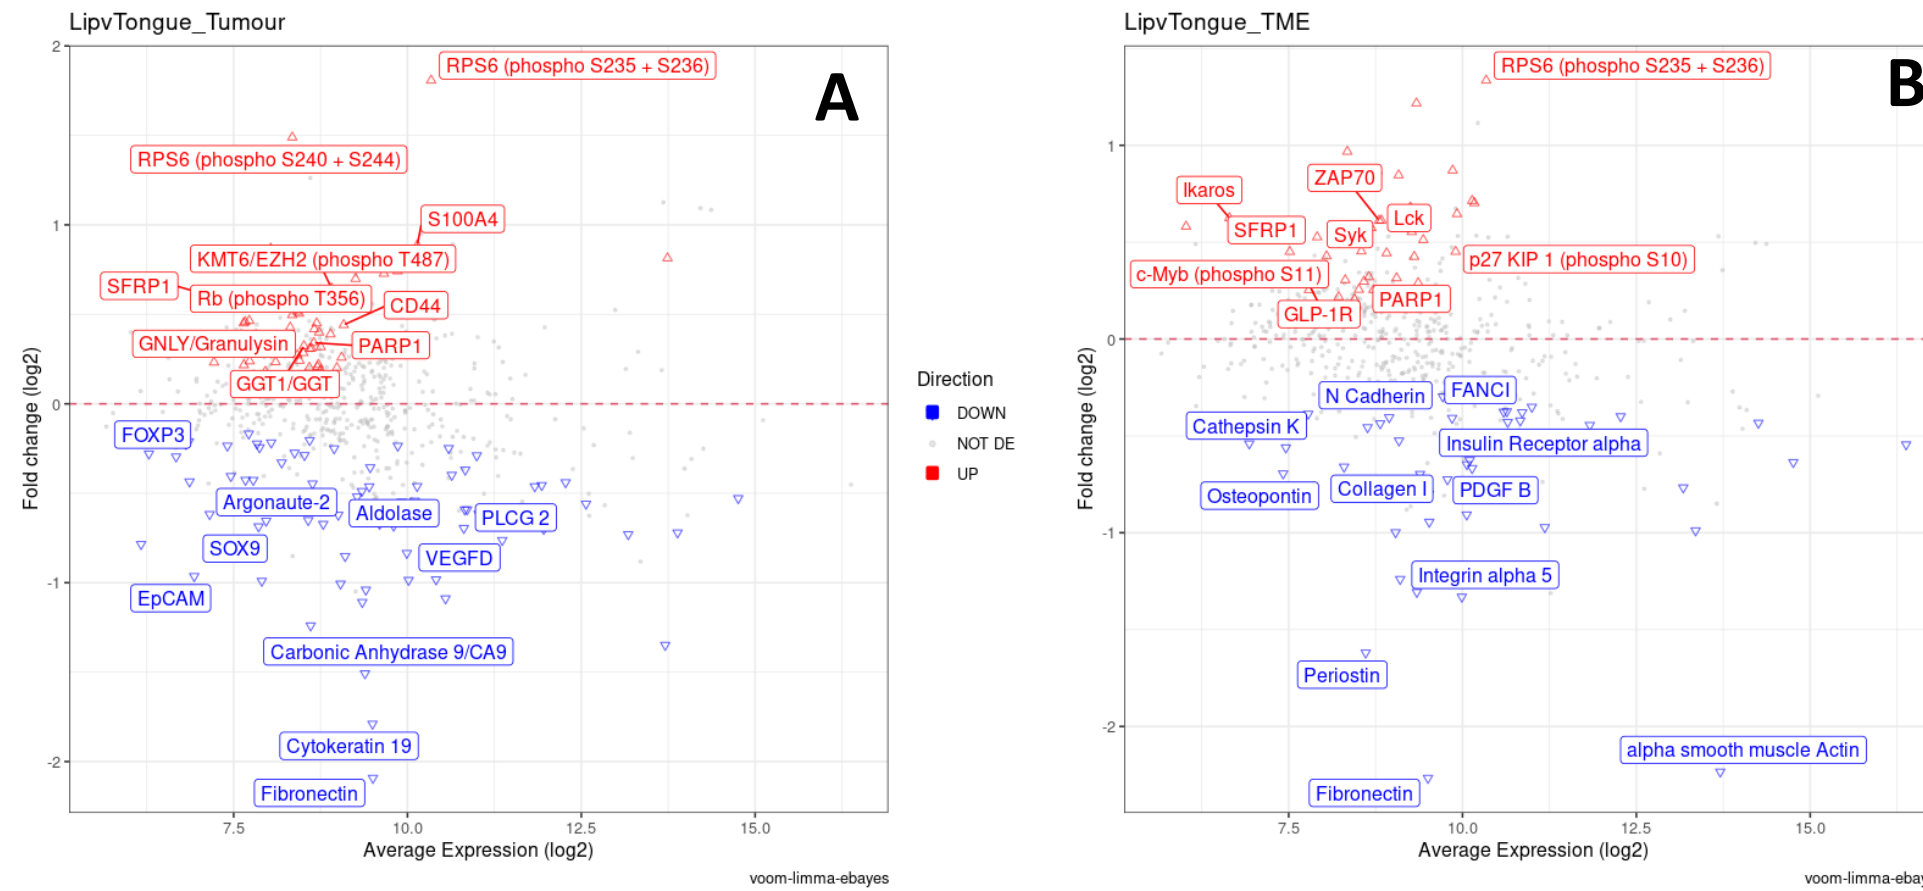 LipvTongue_Tumour
A
2
1
0
-1
-2
Fold change (log2)
RPS6 (phospho S235 + S236)
RPS6 (phospho S240 + S244)
S100A4
KMT6/EZH2 (phospho T487)
SFRP1
Rb (phospho T356)
CD44
GNLY/Granulysin
PARP1
GGT1/GGT
FOXP3
Argonaute-2
Aldolase
PLCG 2
SOX9
VEGFD
EpCAM
Carbonic Anhydrase 9/CA9
Cytokeratin 19
Fibronectin
7.5 10.0 12.5 15.0
Average Expression (log2)
voom-limma-ebayes
Direction
DOWN
NOT DE
UP
LipvTongue_TME
B
1
0
-1
-2
Fold change (log2)
RPS6 (phospho S235 + S236)
ZAP70
Ikaros
Lck
SFRP1
Syk
p27 KIP 1 (phospho S10)
c-Myb (phospho S11)
PARP1
GLP-1R
FANCI
N Cadherin
Cathepsin K
Insulin Receptor alpha
Collagen I
PDGF B
Osteopontin
Integrin alpha 5
Periostin
alpha smooth muscle Actin
Fibronectin
7.5 10.0 12.5 15.0
Average Expression (log2)
voom-limma-ebay